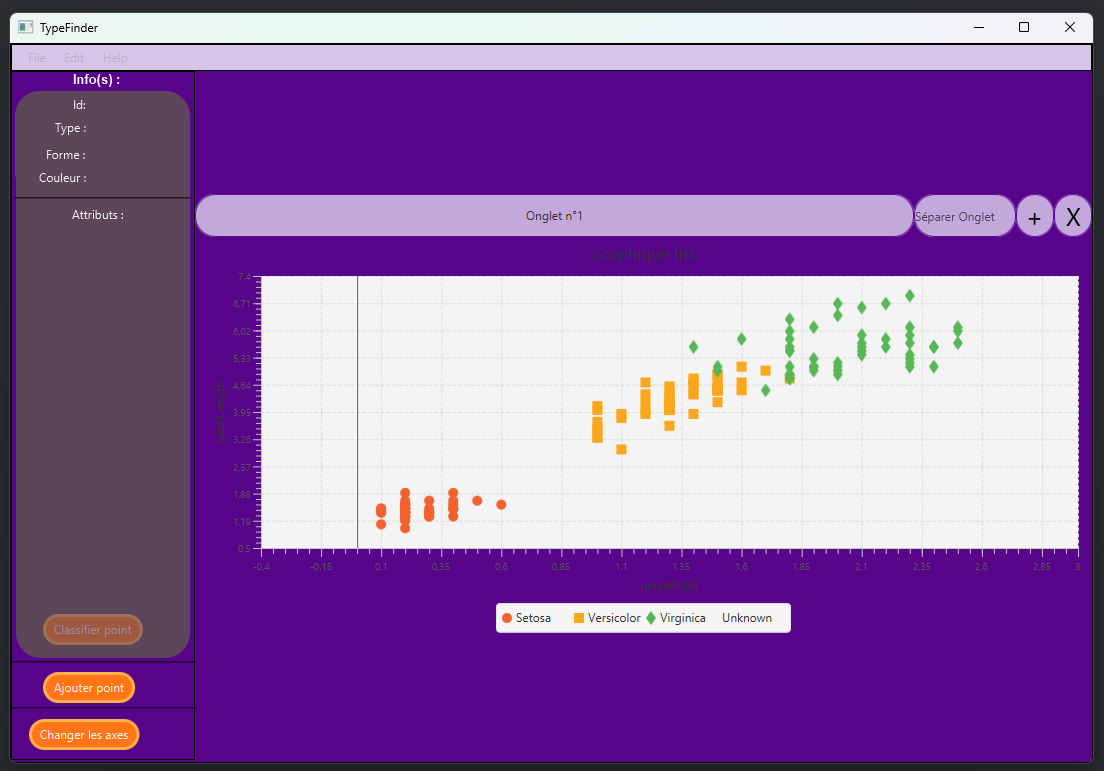 TypeFinder
File Edit Help
Info(s) :
Id:
Type :
Forme :
Couleur :
Attributs :
Classifier point
Ajouter point
Changer les axes
Onglet n°1
Séparer Onglet
+
X
Graphique Iris
7,4
6,71
6,02
5,33
4,64
3,95
3,26
2,57
1,88
1,19
0,5
-0,4 -0,15 0,1 0,35 0,6 0,85 1,1 1,35 1,6 1,85 2,1 2,35 2,6 2,85 3
petalWidth
Setosa Versicolor Virginica Unknown